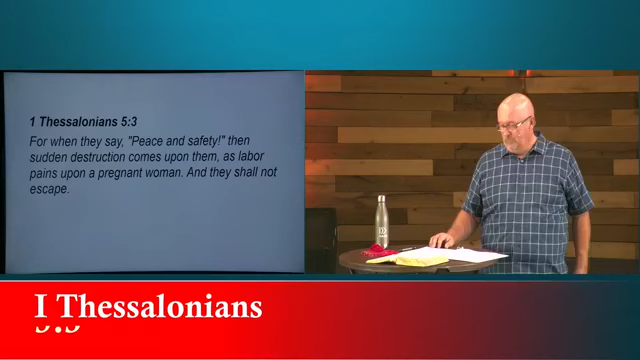 1 Thessalonians 5:3
For when they say, "Peace and safety!" then
sudden destruction comes upon them, as labor
pains upon a pregnant woman. And they shall not
escape.
I Thessalonians